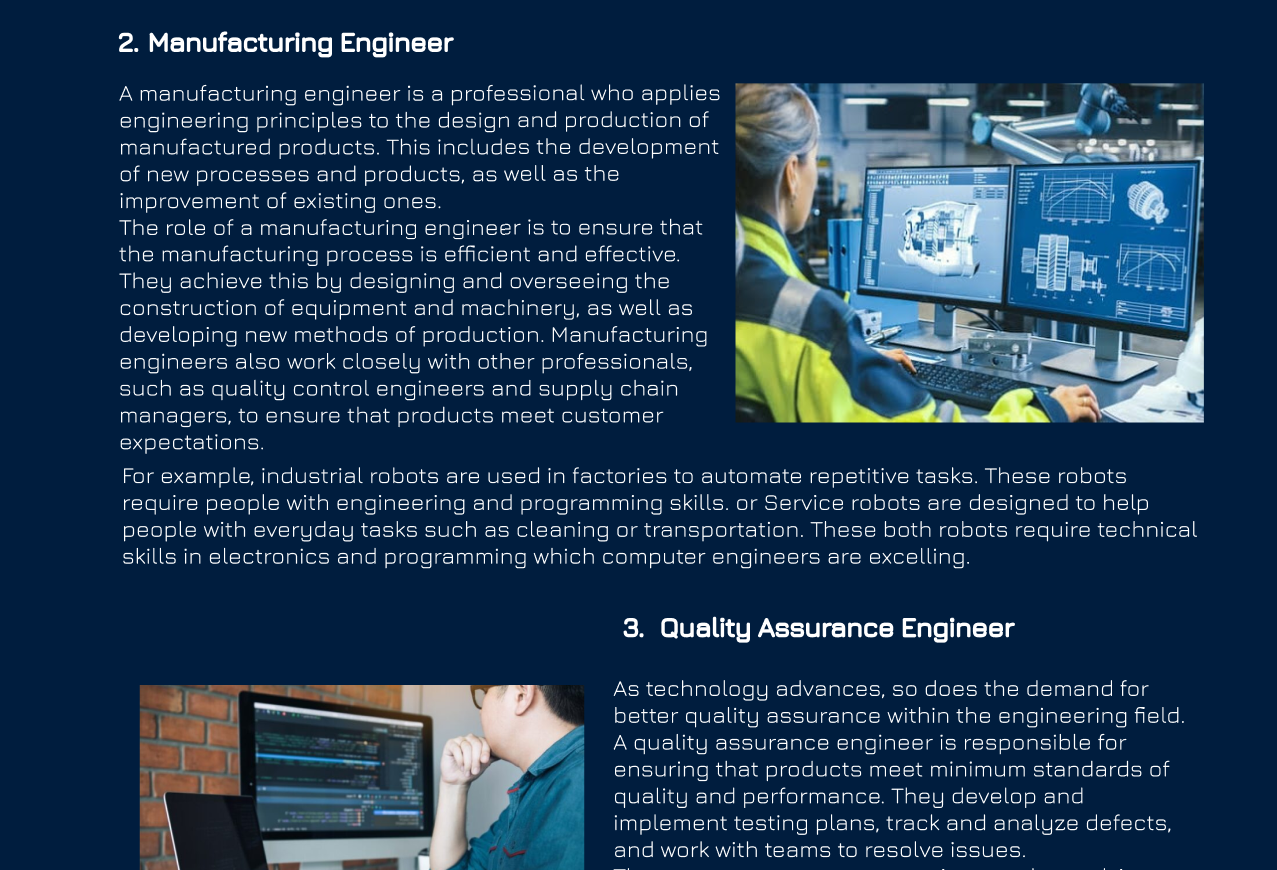 2. Manufacturing Engineer
A manufacturing engineer is a professional who applies
engineering principles to the design and production of
manufactured products. This includes the development
of new processes and products, as well as the
improvement of existing ones.
The role of a manufacturing engineer is to ensure that
the manufacturing process is efficient and effective.
They achieve this by designing and overseeing the
construction of equipment and machinery, as well as
developing new methods of production. Manufacturing
engineers also work closely with other professionals,
such as quality control engineers and supply chain
managers, to ensure that products meet customer
expectations.
For example, industrial robots are used in factories to automate repetitive tasks. These robots
require people with engineering and programming skills. or Service robots are designed to help
people with everyday tasks such as cleaning or transportation. These both robots require technical
skills in electronics and programming which computer engineers are excelling.
3. Quality Assurance Engineer
As technology advances, so does the demand for
better quality assurance within the engineering field.
A quality assurance engineer is responsible for
ensuring that products meet minimum standards of
quality and performance. They develop and
implement testing plans, track and analyze defects,
and work with teams to resolve issues.